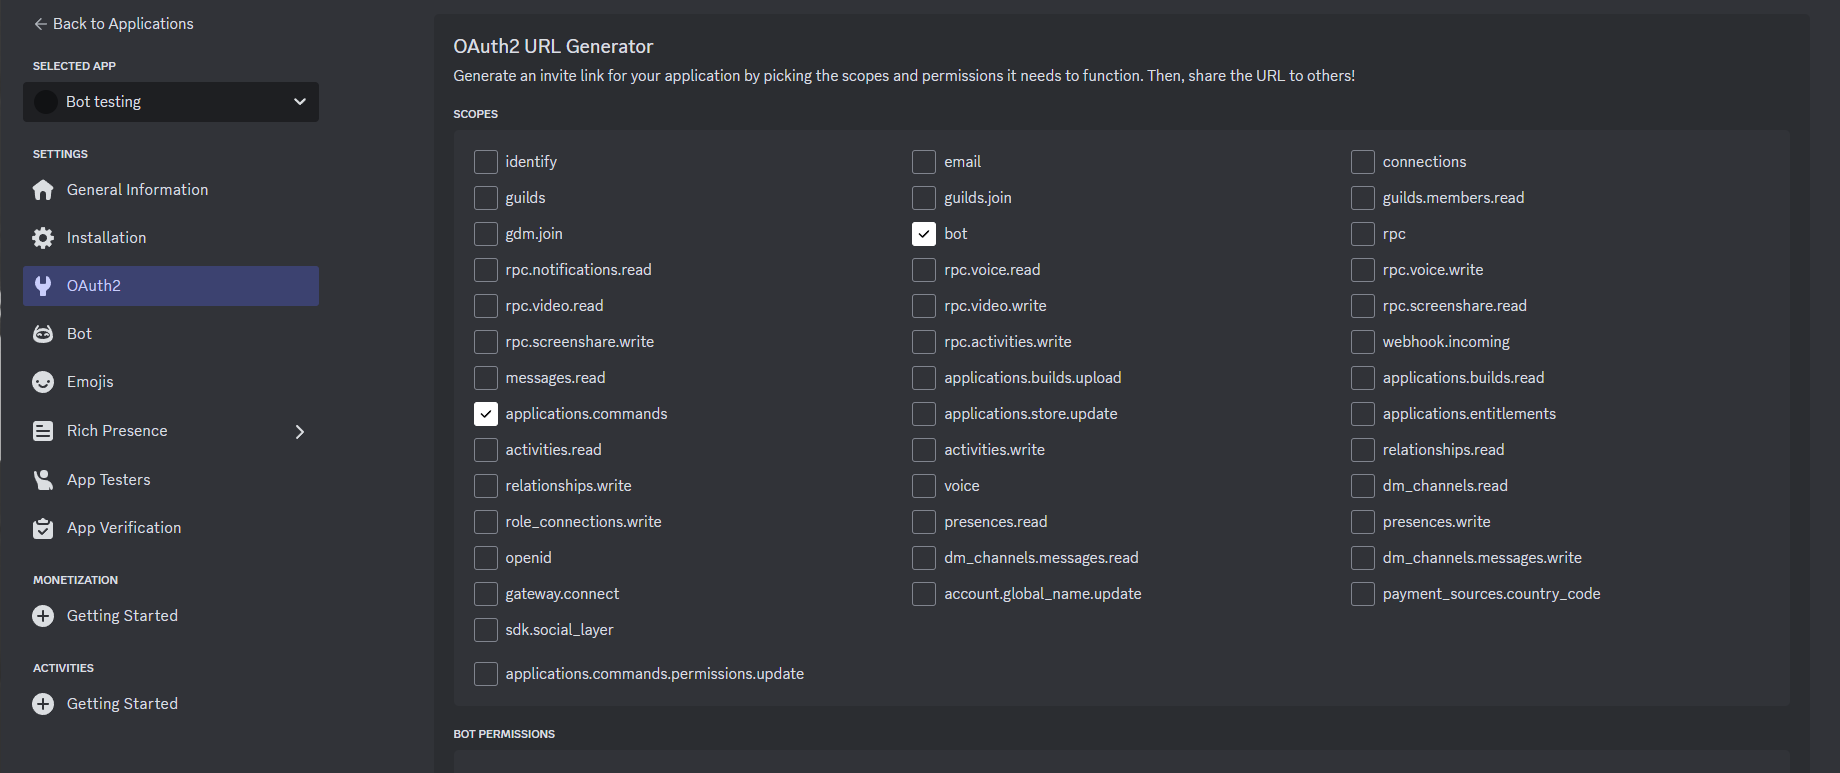 Back to Applications
SELECTED APP
Bot testing
SETTINGS
General Information
Installation
OAuth2
Bot
Emojis
Rich Presence
App Testers
App Verification
MONETIZATION
Getting Started
ACTIVITIES
Getting Started
OAuth2 URL Generator
Generate an invite link for your application by picking the scopes and permissions it needs to function. Then, share the URL to others!
SCOPES
identify email connections
guilds guilds.join guilds.members.read
gdm.join bot rpc
rpc.notifications.read rpc.voice.read rpc.voice.write
rpc.video.read rpc.video.write rpc.screenshare.read
rpc.screenshare.write rpc.activities.write webhook.incoming
messages.read applications.builds.upload applications.builds.read
applications.commands applications.store.update applications.entitlements
activities.read activities.write relationships.read
relationships.write voice dm_channels.read
role_connections.write presences.read presences.write
openid dm_channels.messages.read dm_channels.messages.write
gateway.connect account.global_name.update payment_sources.country_code
sdk.social_layer
applications.commands.permissions.update
BOT PERMISSIONS